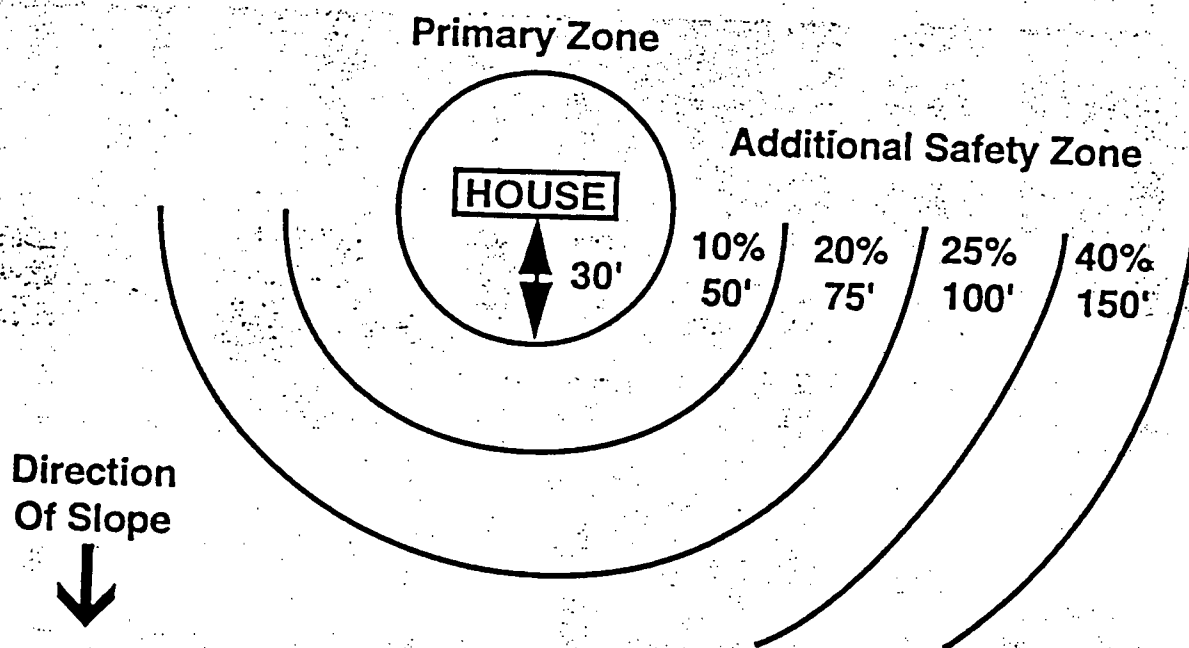 Primary Zone
Additional Safety Zone
HOUSE
30'
10%
50'
20%
75'
25%
100'
40%
150'
Direction
Of Slope